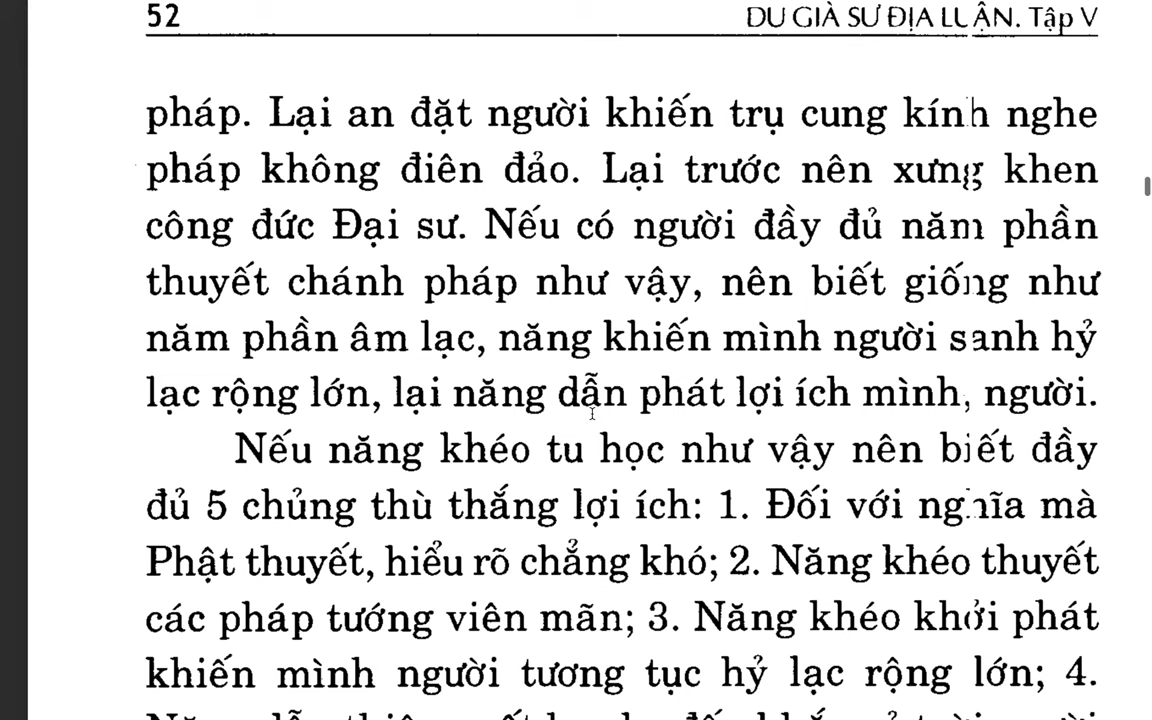 52
DU GIÀ SƯ ĐỊA LUẬN. Tập V
pháp. Lại an đặt người khiến trụ cung kính nghe
pháp không điên đảo. Lại trước nên xưng khen
công đức Đại sư. Nếu có người đầy đủ năm phần
thuyết chánh pháp như vậy, nên biết giống như
năm phần âm lạc, năng khiến mình người sanh hỷ
lạc rộng lớn, lại năng dẫn phát lợi ích mình, người.
Nếu năng khéo tu học như vậy nên biết đầy
đủ 5 chủng thù thắng lợi ích: 1. Đối với nghĩa mà
Phật thuyết, hiểu rõ chẳng khó; 2. Năng khéo thuyết
các pháp tướng viên mãn; 3. Năng khéo khởi phát
khiến mình người tương tục hỷ lạc rộng lớn; 4.